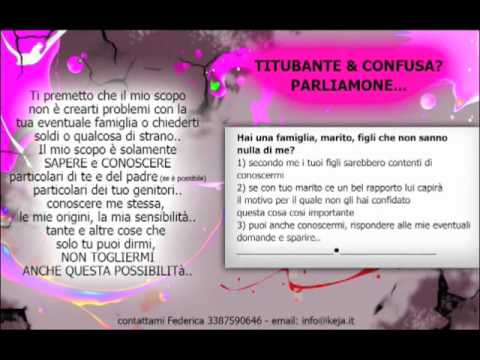 Ti premetto che il mio scopo
non è crearti problemi con la
tua eventuale famiglia o chiederti
soldi o qualcosa di strano..
Il mio scopo è solamente
SAPERE e CONOSCERE
particolari di te e del padre (se è possibile)
particolari dei tuo genitori..
conoscere me stessa,
le mie origini, la mia sensibilità..
tante e altre cose che
solo tu puoi dirmi,
NON TOGLIERMI
ANCHE QUESTA POSSIBILITà..
TITUBANTE & CONFUSA?
PARLIAMONE...
Hai una famiglia, marito, figli che non sanno
nulla di me?
1) secondo me i tuoi figli sarebbero contenti di
conoscermi
2) se con tuo marito ce un bel rapporto lui capirà
il motivo per il quale non gli hai confidato
questa cosa cosi importante
3) puoi anche conoscermi, rispondere alle mie eventuali
domande e sparire..
contattami Federica 3387590646 - email: info@keja.it